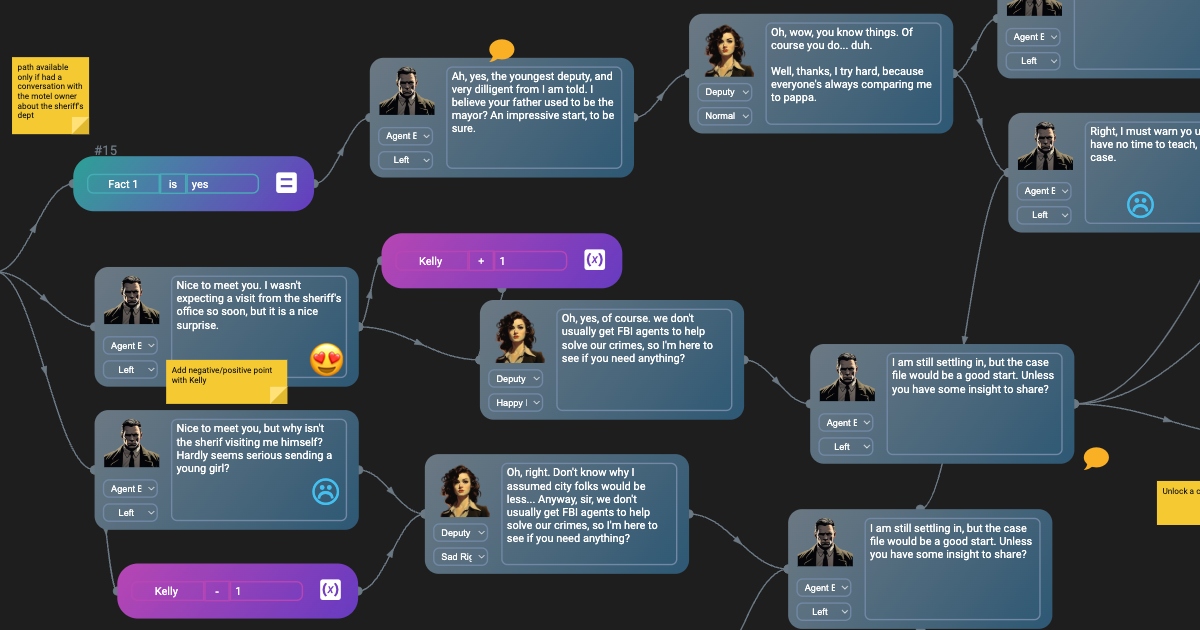 path available
only if had a
conversation with
the motel owner
about the sheriff's
dept
#15
Fact 1 is yes
Ah, yes, the youngest deputy, and
very dilligent from I am told. I
believe your father used to be the
mayor? An impressive start, to be
sure.
Agent E
Left
Oh, wow, you know things. Of
course you do... duh.
Well, thanks, I try hard, because
everyone's always comparing me
to pappa.
Deputy
Normal
Agent E
Left
Right, I must warn yo
have no time to teach,
case.
Agent E
Left
Kelly + 1 (x)
Nice to meet you. I wasn't
expecting a visit from the sheriff's
office so soon, but it is a nice
surprise.
Agent E
Left
Add negative/positive point
with Kelly
Oh, yes, of course. we don't
usually get FBI agents to help
solve our crimes, so I'm here to
see if you need anything?
Deputy
Happy
I am still settling in, but the case
file would be a good start. Unless
you have some insight to share?
Agent E
Left
Nice to meet you, but why isn't
the sherif visiting me himself?
Hardly seems serious sending a
young girl?
Agent E
Left
Oh, right. Don't know why I
assumed city folks would be
less... Anyway, sir, we don't
usually get FBI agents to help
solve our crimes, so I'm here to
see if you need anything?
Deputy
Sad Rig
Unlock a c
I am still settling in, but the case
file would be a good start. Unless
you have some insight to share?
Agent E
Left
Kelly - 1 (x)